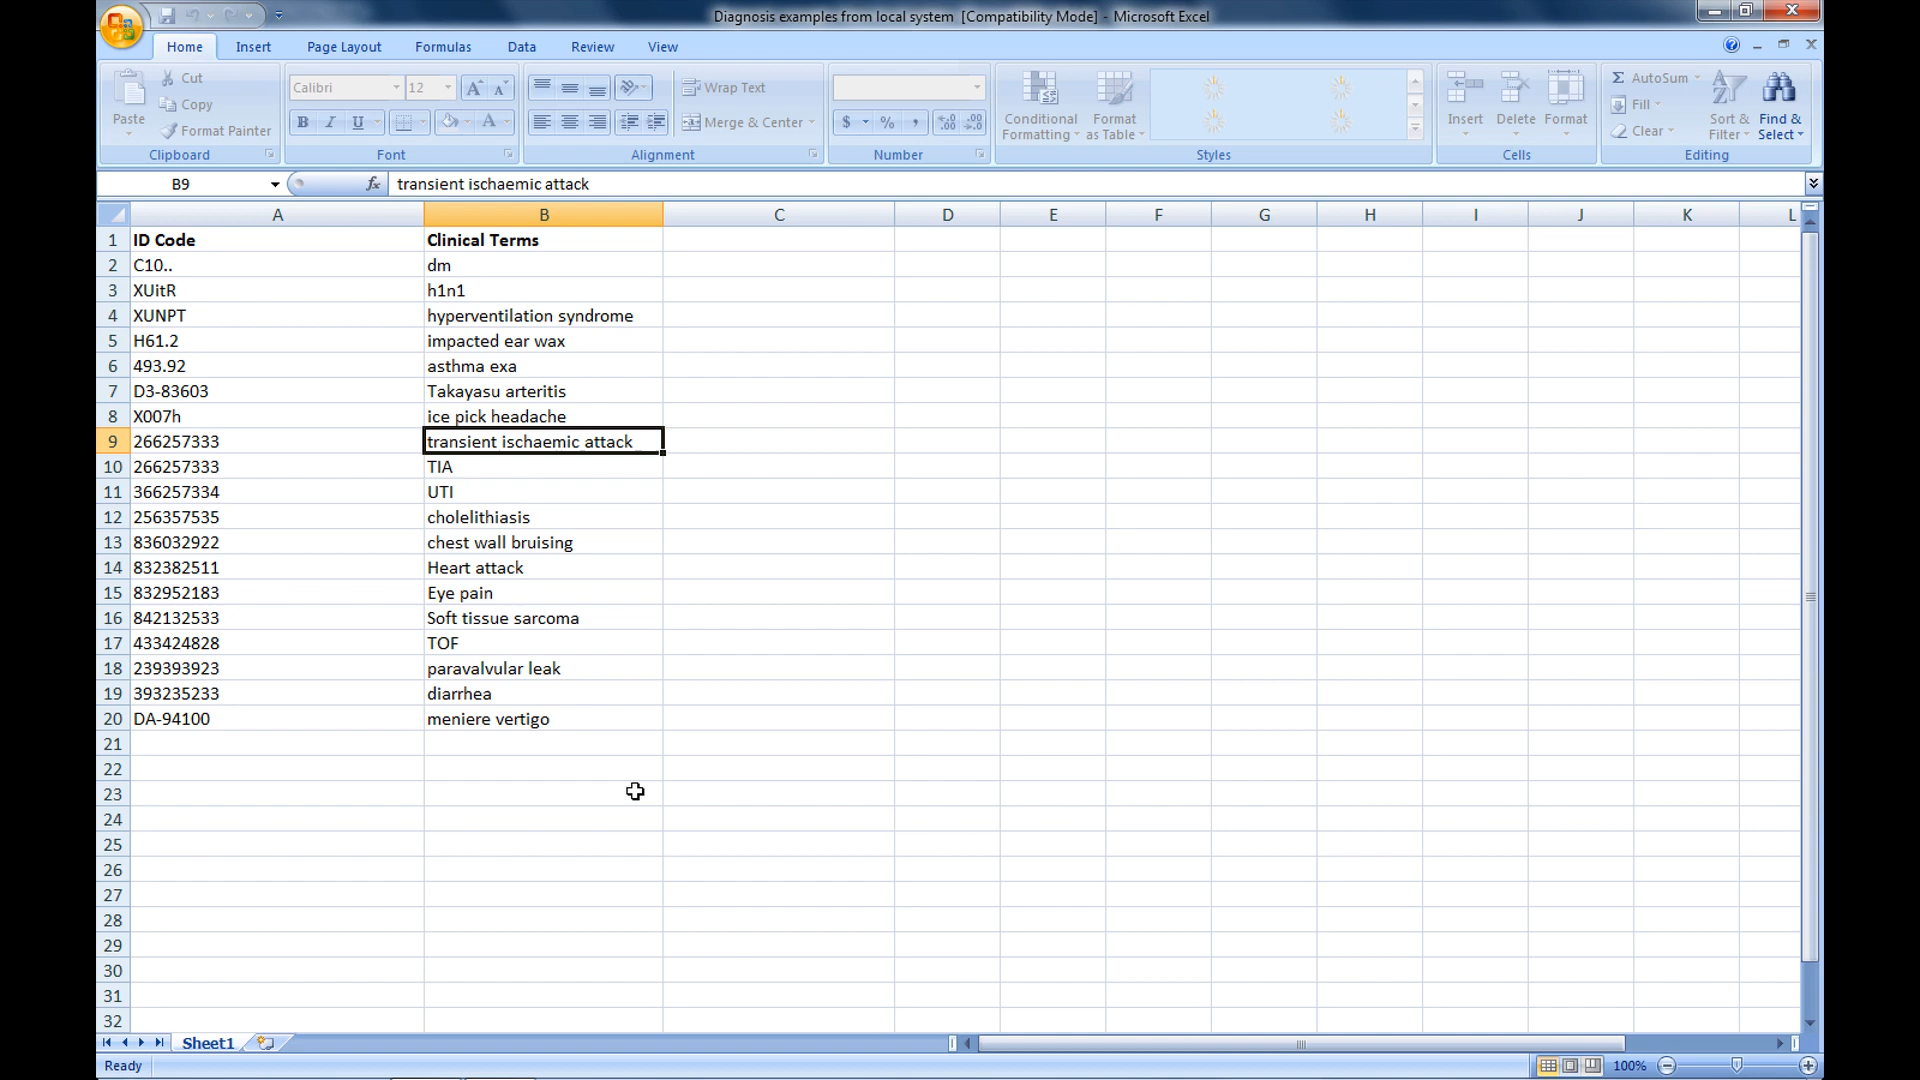 Diagnosis examples from local system [Compatibility Mode] - Microsoft Excel
Home Insert Page Layout Formulas Data Review View
Paste Cut Copy Format Painter
Clipboard
Calibri 12
B I U A
Font
Wrap Text
Merge & Center
Alignment
$ % ,
Number
Conditional Formatting
Format as Table
Styles
Insert Delete Format
Cells
Σ AutoSum
Fill
Clear
Sort & Filter
Find & Select
Editing
B9 fx transient ischaemic attack
A B C D E F G H I J K L
1 ID Code Clinical Terms
2 C10.. dm
3 XUitR h1n1
4 XUNPT hyperventilation syndrome
5 H61.2 impacted ear wax
6 493.92 asthma exa
7 D3-83603 Takayasu arteritis
8 X007h ice pick headache
9 266257333 transient ischaemic attack
10 266257333 TIA
11 366257334 UTI
12 256357535 cholelithiasis
13 836032922 chest wall bruising
14 832382511 Heart attack
15 832952183 Eye pain
16 842132533 Soft tissue sarcoma
17 433424828 TOF
18 239393923 paravalvular leak
19 393235233 diarrhea
20 DA-94100 meniere vertigo
21
22
23
24
25
26
27
28
29
30
31
32
Sheet1
Ready 100%